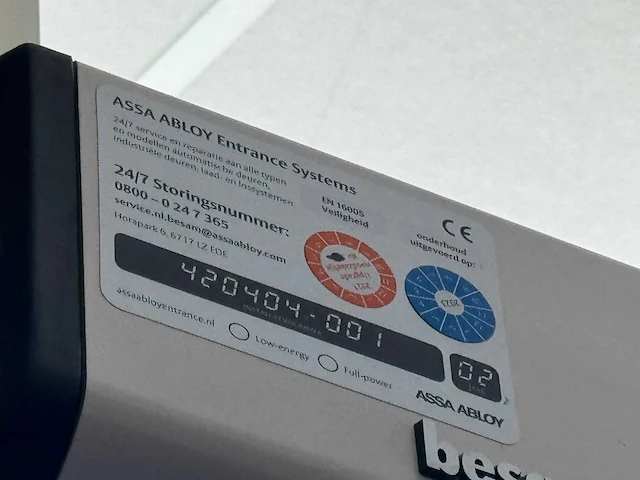 ASSA ABLOY Entrance Systems
24/7 service en reparatie aan alle typen
en modellen automatische deuren,
industriële deuren, laad- en lossystemen
24/7 Storingsnummer:
0800 – 0 24 7 365
service.nl.besam@assaabloy.com
Horapark 6, 6717 LZ EDE
EN 16005
Veiligheid
CE
onderhoud
uitgevoerd op:
2021
2023
420404-001
02
assaabloyentrance.nl
Low-energy
Full-power
ASSA ABLOY